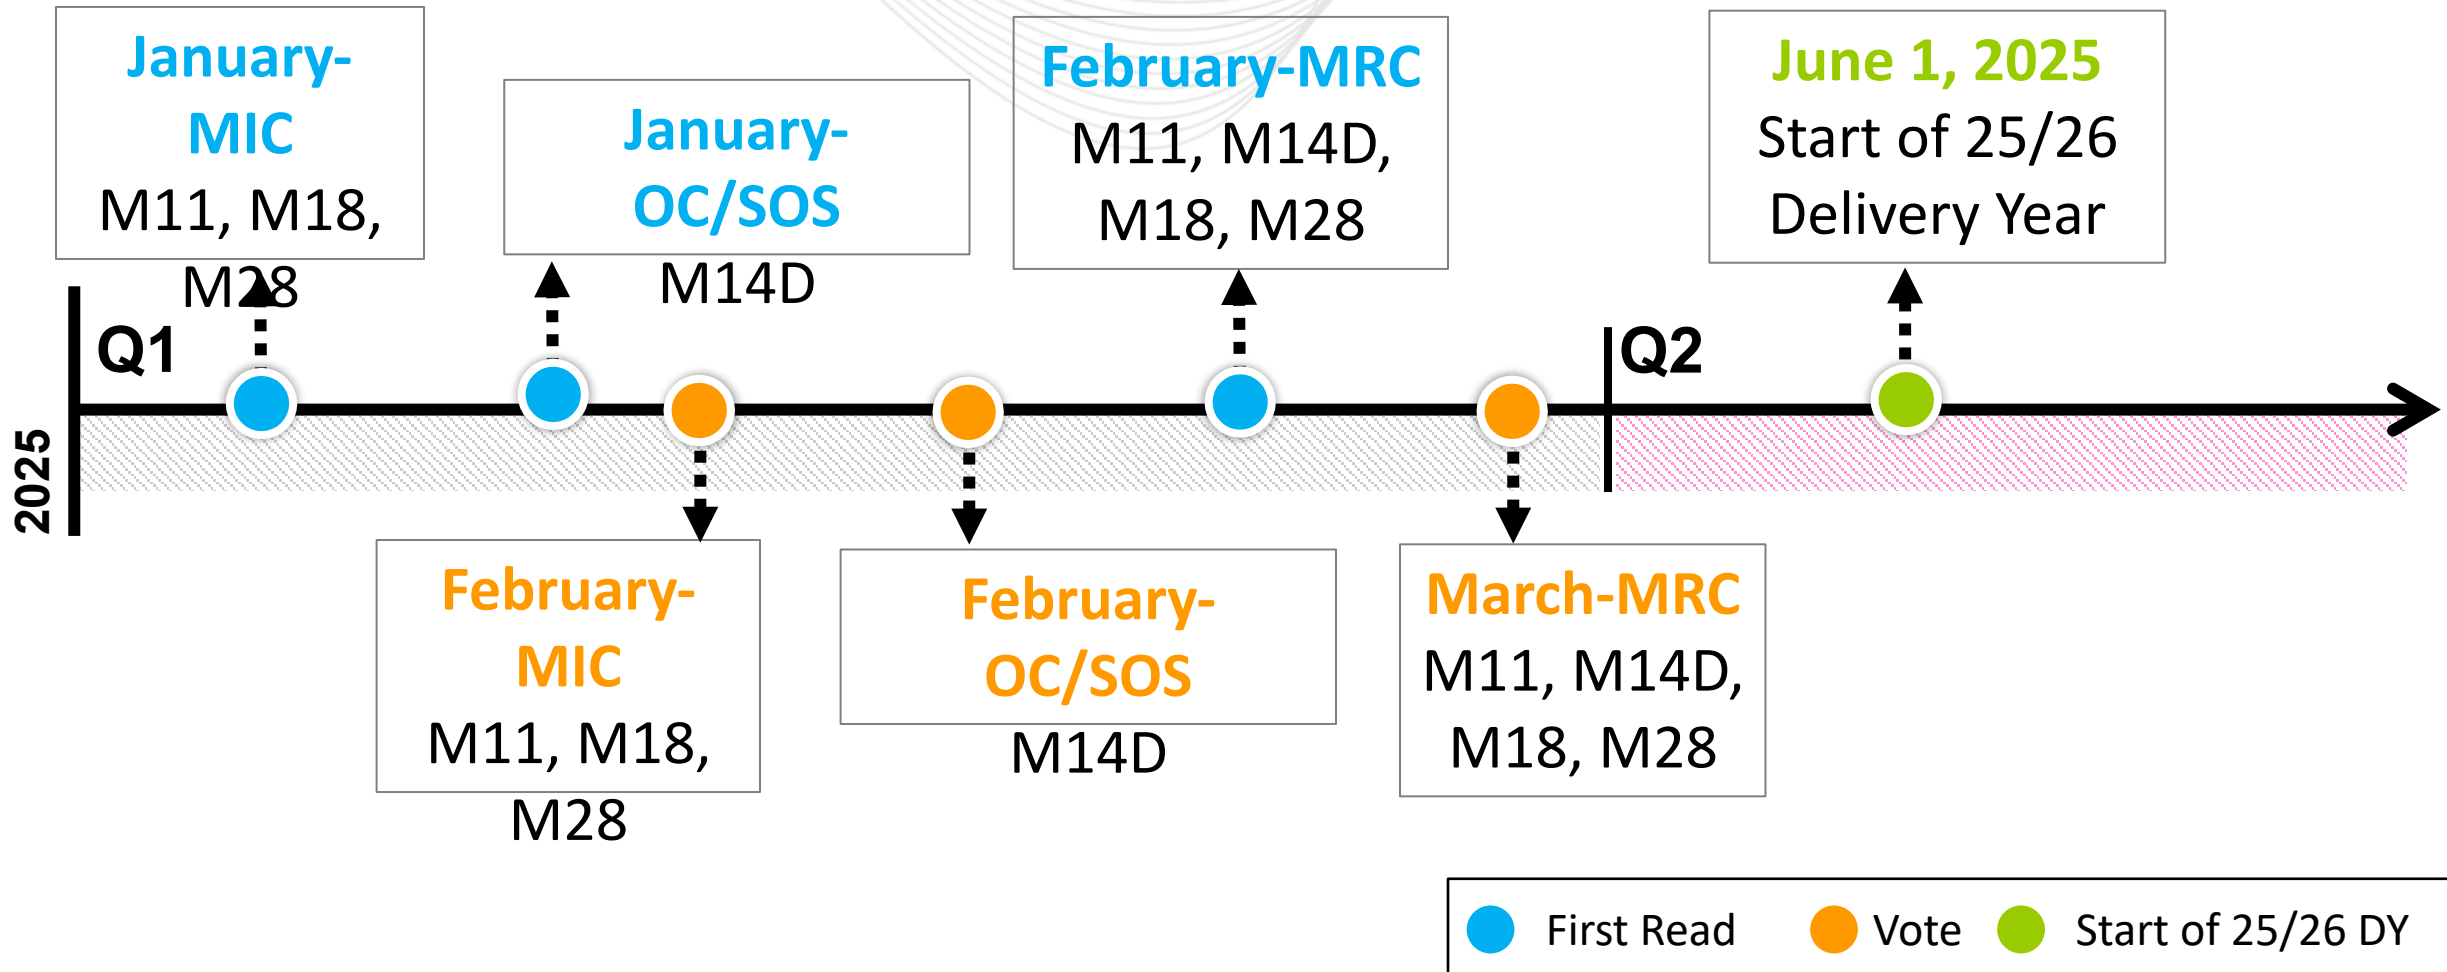 January-
MIC
M11, M18,
M28
January-
OC/SOS
M14D
February-MRC
M11, M14D,
M18, M28
June 1, 2025
Start of 25/26
Delivery Year
Q1
Q2
2025
February-
MIC
M11, M18,
M28
February-
OC/SOS
M14D
March-MRC
M11, M14D,
M18, M28
First Read
Vote
Start of 25/26 DY